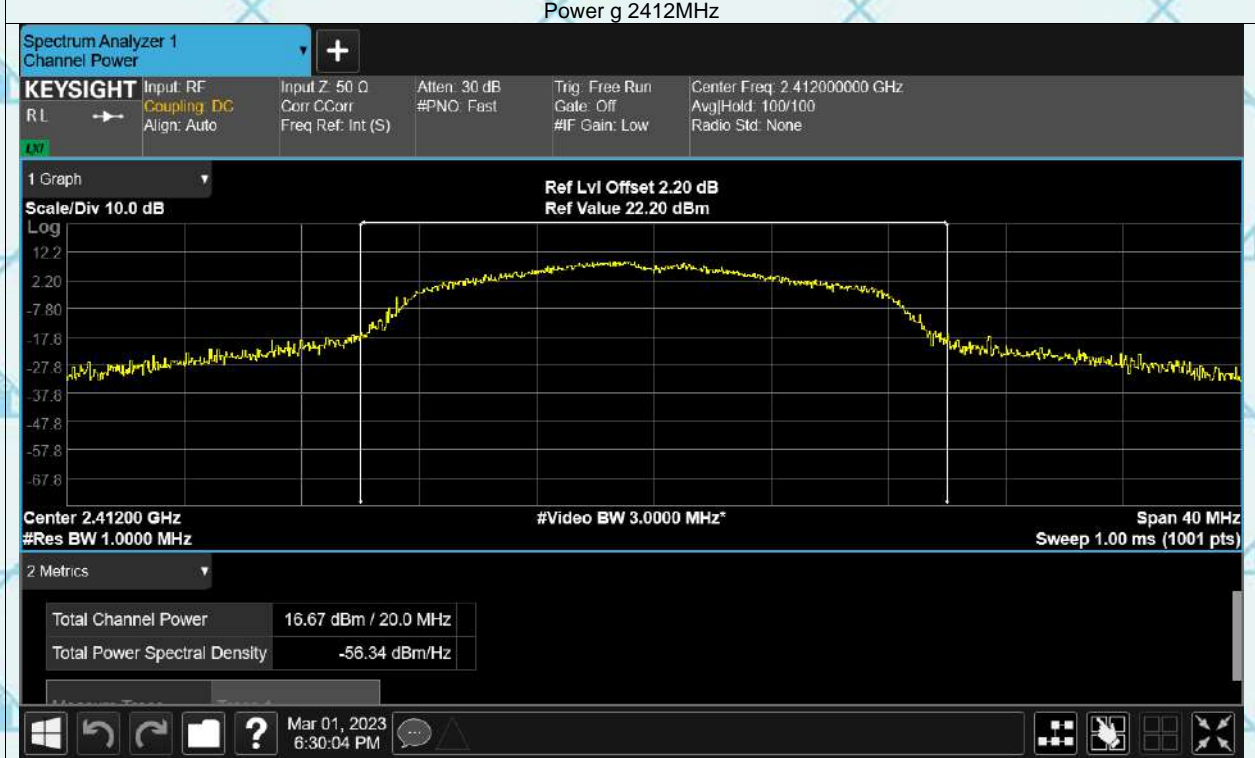 Power g 2412MHz
Spectrum Analyzer 1
Channel Power
+
KEYSIGHT
RL
LXI
Input: RF
Coupling: DC
Align: Auto
Input Z: 50 Ω
Corr CCorr
Freq Ref: Int (S)
Atten: 30 dB
#PNO: Fast
Trig: Free Run
Gate: Off
#IF Gain: Low
Center Freq: 2.412000000 GHz
Avg|Hold: 100/100
Radio Std: None
1 Graph
Scale/Div 10.0 dB
Ref Lvl Offset 2.20 dB
Ref Value 22.20 dBm
Log
12.2
2.20
-7.80
-17.8
-27.8
-37.8
-47.8
-57.8
-67.8
Center 2.41200 GHz
#Res BW 1.0000 MHz
#Video BW 3.0000 MHz*
Span 40 MHz
Sweep 1.00 ms (1001 pts)
2 Metrics
Total Channel Power 16.67 dBm / 20.0 MHz
Total Power Spectral Density -56.34 dBm/Hz
?
Mar 01, 2023
6:30:04 PM